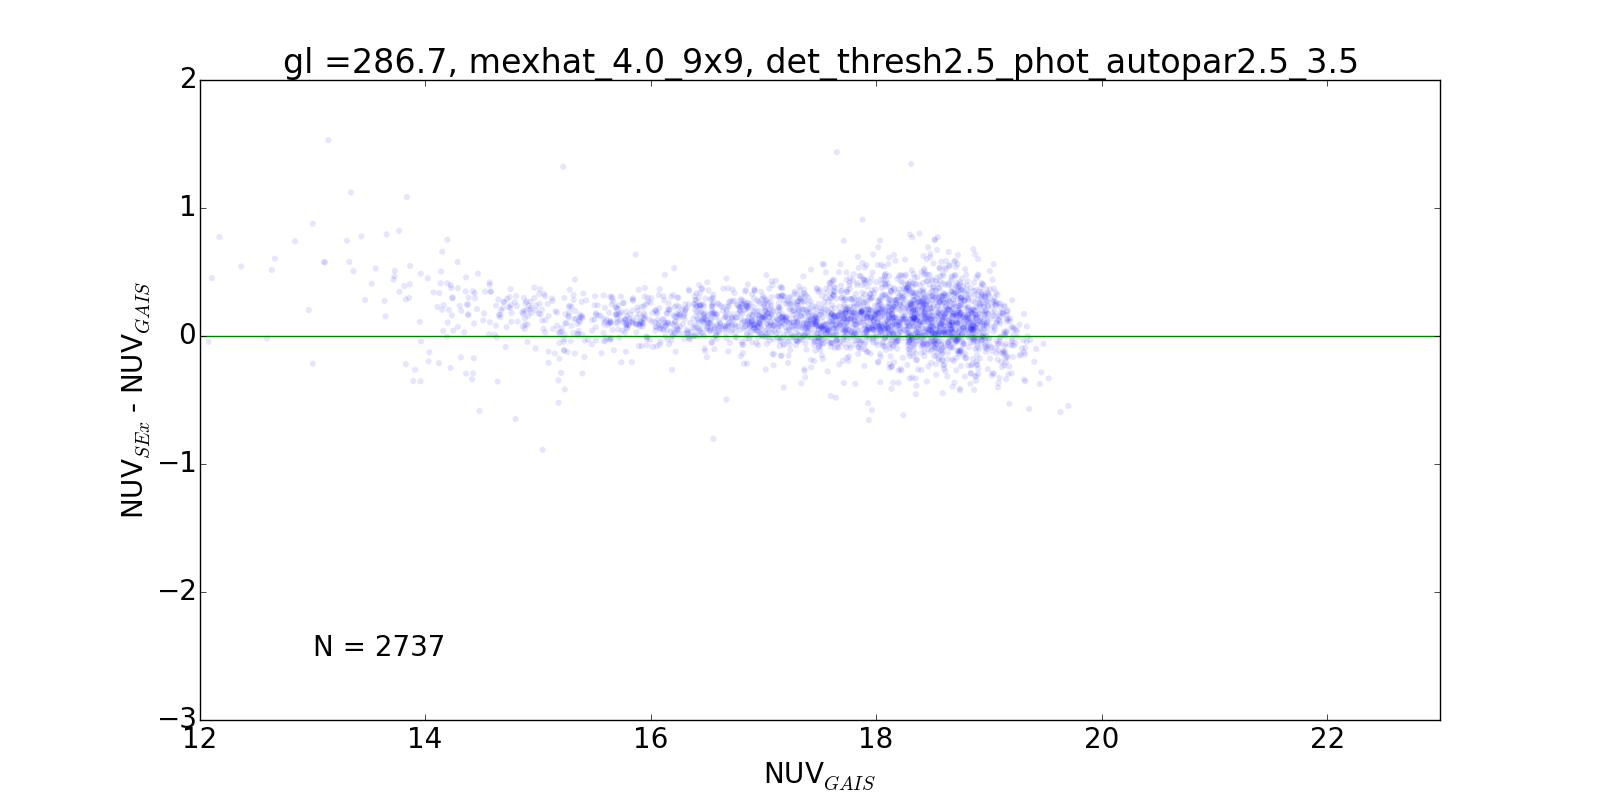 gl =286.7, mexhat_4.0_9x9, det_thresh2.5_phot_autopar2.5_3.5
2
1
0
−1
−2
−3
NUV_SEx - NUV_GAIS
N = 2737
12 14 16 18 20 22
NUV_GAIS